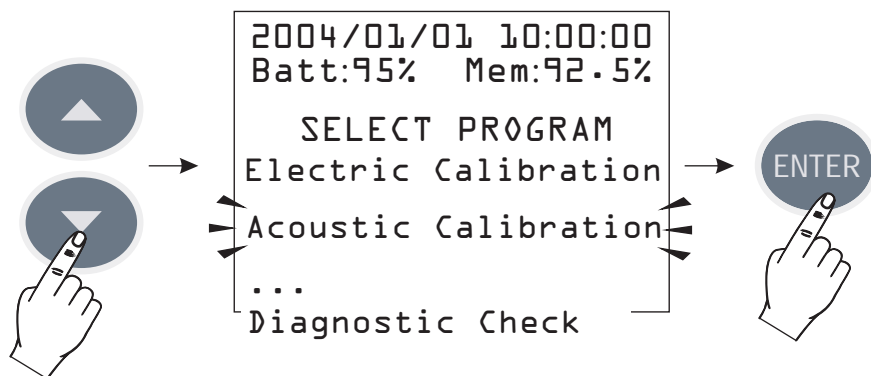 2004/01/01 10:00:00
Batt:95% Mem:92.5%
SELECT PROGRAM
Electric Calibration
Acoustic Calibration
...
Diagnostic Check
ENTER